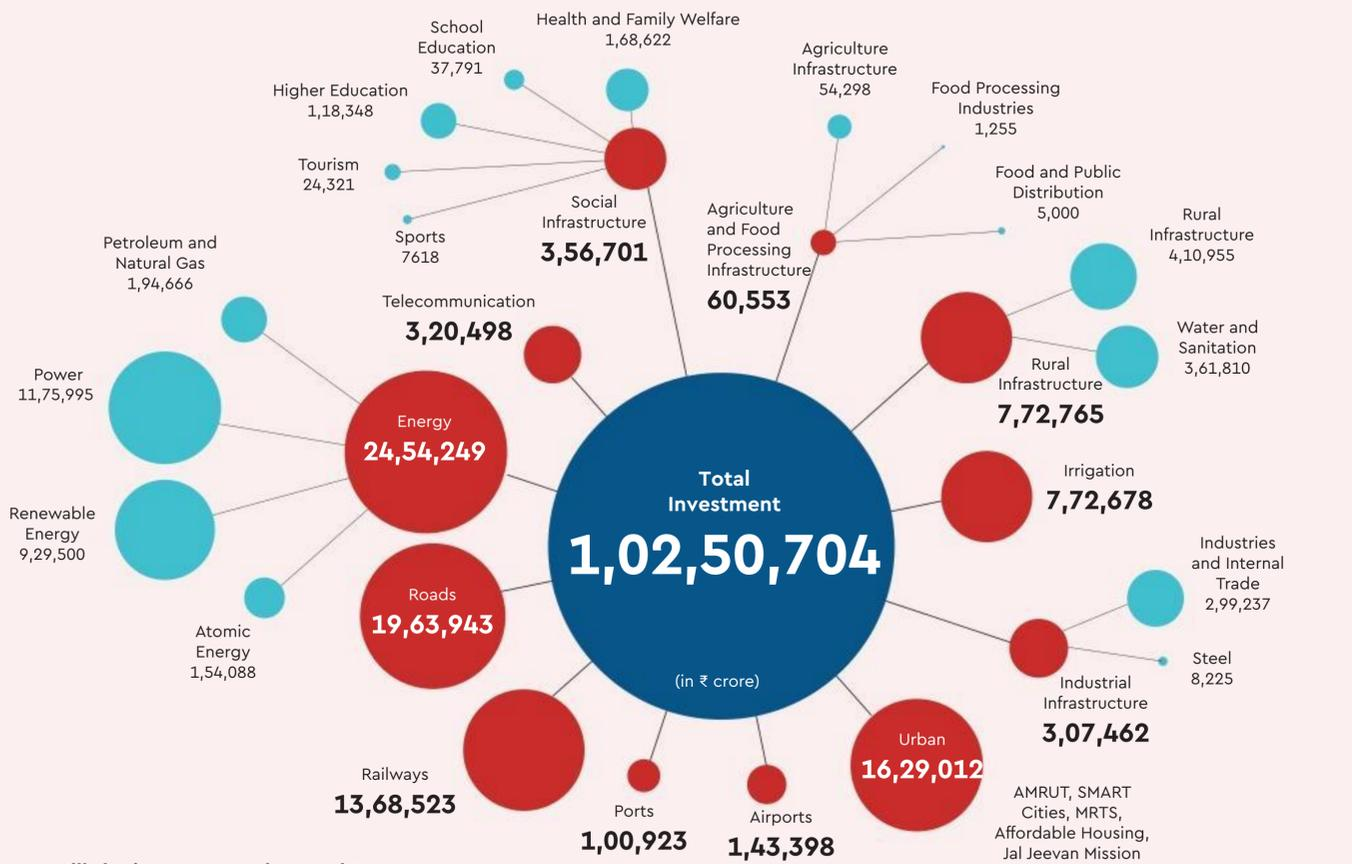 Health and Family Welfare
1,68,622
School
Education
37,791
Higher Education
1,18,348
Tourism
24,321
Sports
7618
Social
Infrastructure
3,56,701
Agriculture
Infrastructure
54,298
Food Processing
Industries
1,255
Food and Public
Distribution
5,000
Agriculture
and Food
Processing
Infrastructure
60,553
Rural
Infrastructure
4,10,955
Water and
Sanitation
3,61,810
Rural
Infrastructure
7,72,765
Petroleum and
Natural Gas
1,94,666
Power
11,75,995
Renewable
Energy
9,29,500
Atomic
Energy
1,54,088
Energy
24,54,249
Telecommunication
3,20,498
Total
Investment
1,02,50,704
(in ₹ crore)
Irrigation
7,72,678
Industries
and Internal
Trade
2,99,237
Steel
8,225
Industrial
Infrastructure
3,07,462
Roads
19,63,943
Railways
13,68,523
Ports
1,00,923
Airports
1,43,398
Urban
16,29,012
AMRUT, SMART
Cities, MRTS,
Affordable Housing,
Jal Jeevan Mission